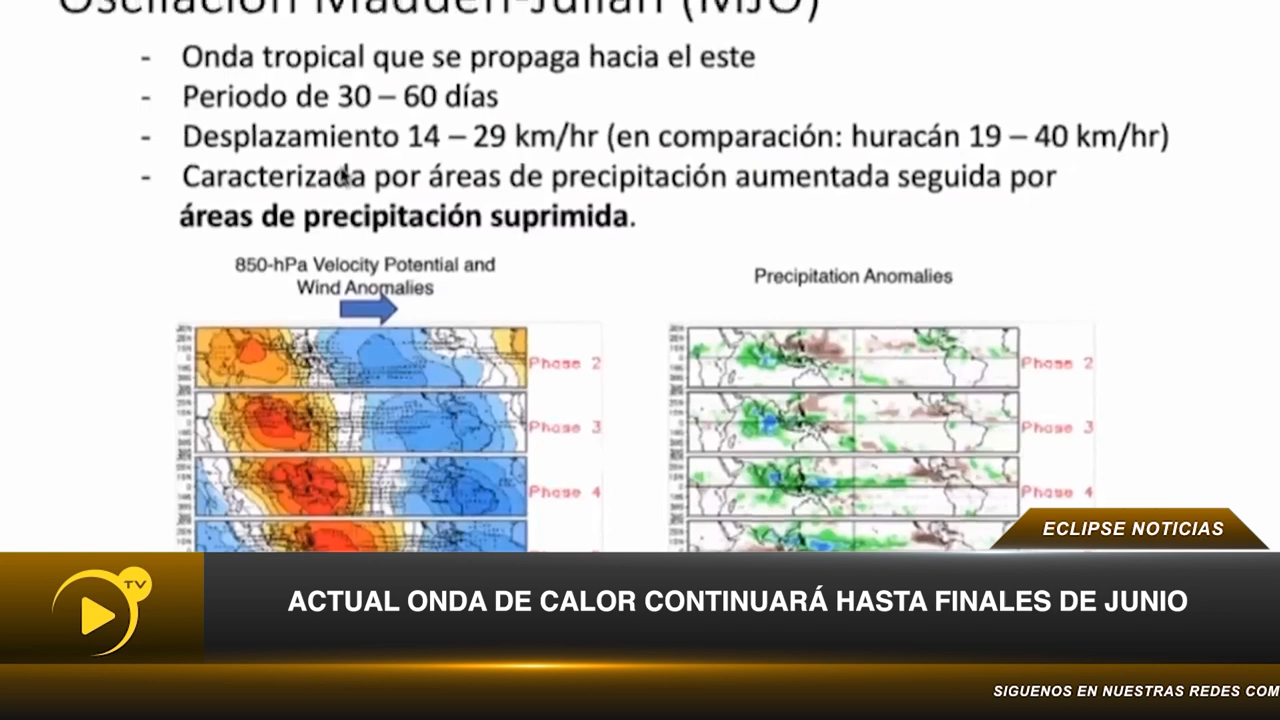 Oscilación Madden-Julian (MJO)
- Onda tropical que se propaga hacia el este
- Periodo de 30 – 60 días
- Desplazamiento 14 – 29 km/hr (en comparación: huracán 19 – 40 km/hr)
- Caracterizada por áreas de precipitación aumentada seguida por
áreas de precipitación suprimida.
850-hPa Velocity Potential and
Wind Anomalies
Precipitation Anomalies
Phase 2
Phase 3
Phase 4
Phase 2
Phase 3
Phase 4
ECLIPSE NOTICIAS
TV
ACTUAL ONDA DE CALOR CONTINUARÁ HASTA FINALES DE JUNIO
SIGUENOS EN NUESTRAS REDES COM